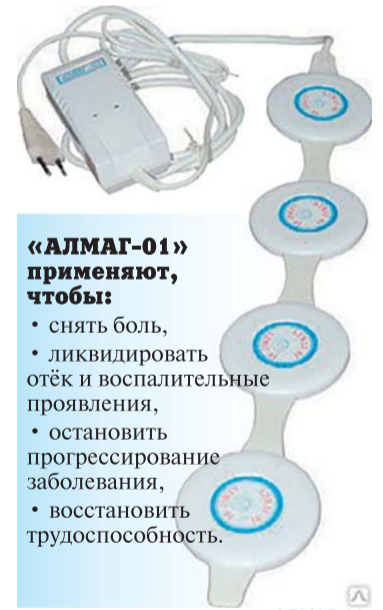 «АЛМАГ-01»
применяют,
чтобы:
• снять боль,
• ликвидировать
отёк и воспалительные
проявления,
• остановить
прогрессирование
заболевания,
• восстановить
трудоспособность.